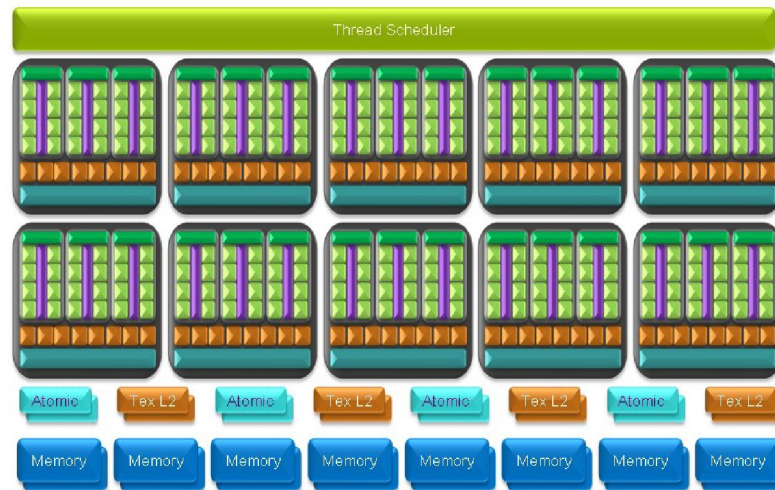 Thread Scheduler
Atomic Tex L2 Atomic Tex L2 Atomic Tex L2 Atomic Tex L2
Memory Memory Memory Memory Memory Memory Memory Memory